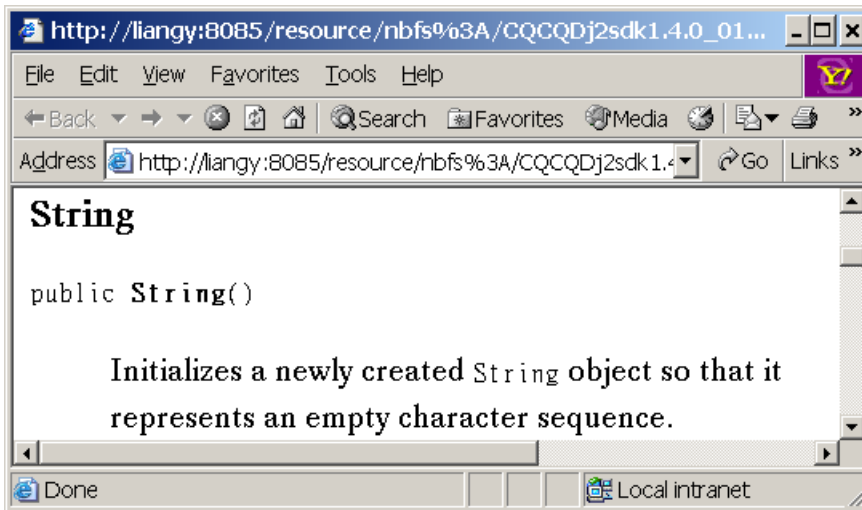 http://liangy:8085/resource/nbfs%3A/CQCQDj2sdk1.4.0_01...
File Edit View Favorites Tools Help
Back Search Favorites Media »
Address http://liangy:8085/resource/nbfs%3A/CQCQDj2sdk1.4 Go Links »
String
public String()
Initializes a newly created String object so that it
represents an empty character sequence.
Done Local intranet